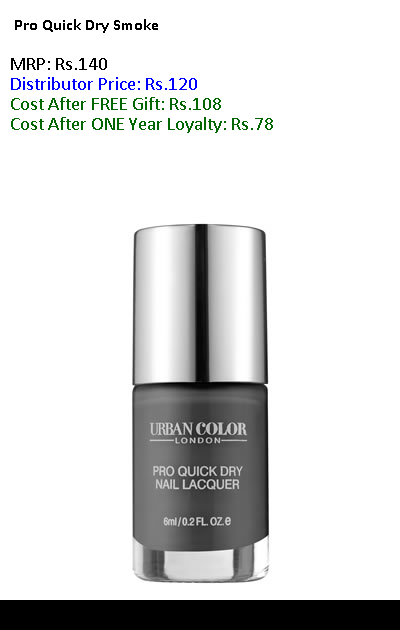 Pro Quick Dry Smoke
MRP: Rs.140
Distributor Price: Rs.120
Cost After FREE Gift: Rs.108
Cost After ONE Year Loyalty: Rs.78
URBAN COLOR
LONDON
PRO QUICK DRY
NAIL LACQUER
6ml/0.2 FL. OZ.e